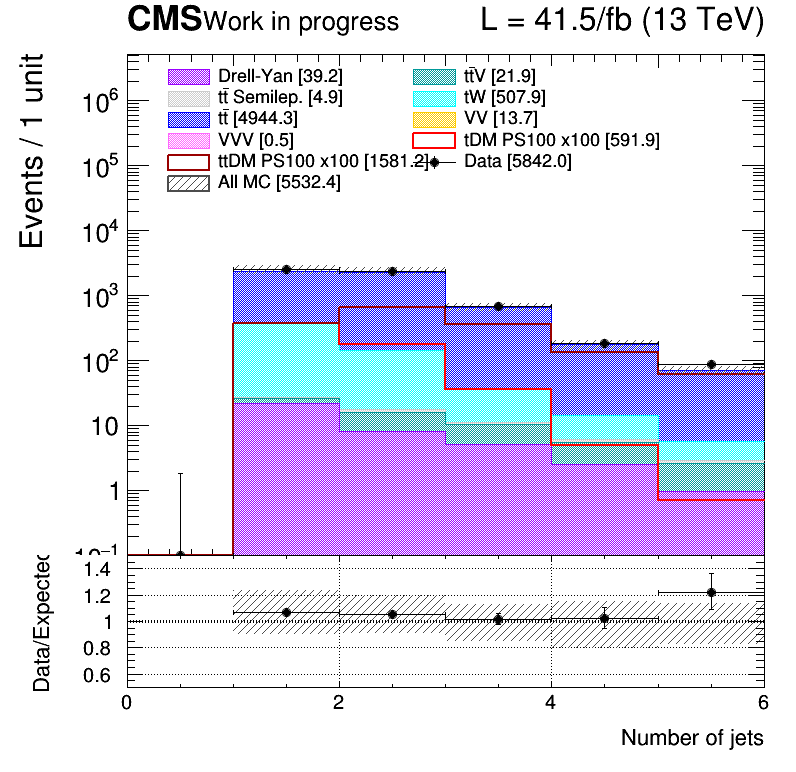 CMS Work in progress L = 41.5/fb (13 TeV)
Events / 1 unit
Drell-Yan [39.2] tt̄V [21.9]
tt̄ Semilep. [4.9] tW [507.9]
tt̄ [4944.3] VV [13.7]
VVV [0.5] tDM PS100 x100 [591.9]
ttDM PS100 x100 [1581.2] Data [5842.0]
All MC [5532.4]
10⁶
10⁵
10⁴
10³
10²
10
1
10⁻¹
Data/Expected
1.4
1.2
1
0.8
0.6
0 2 4 6
Number of jets